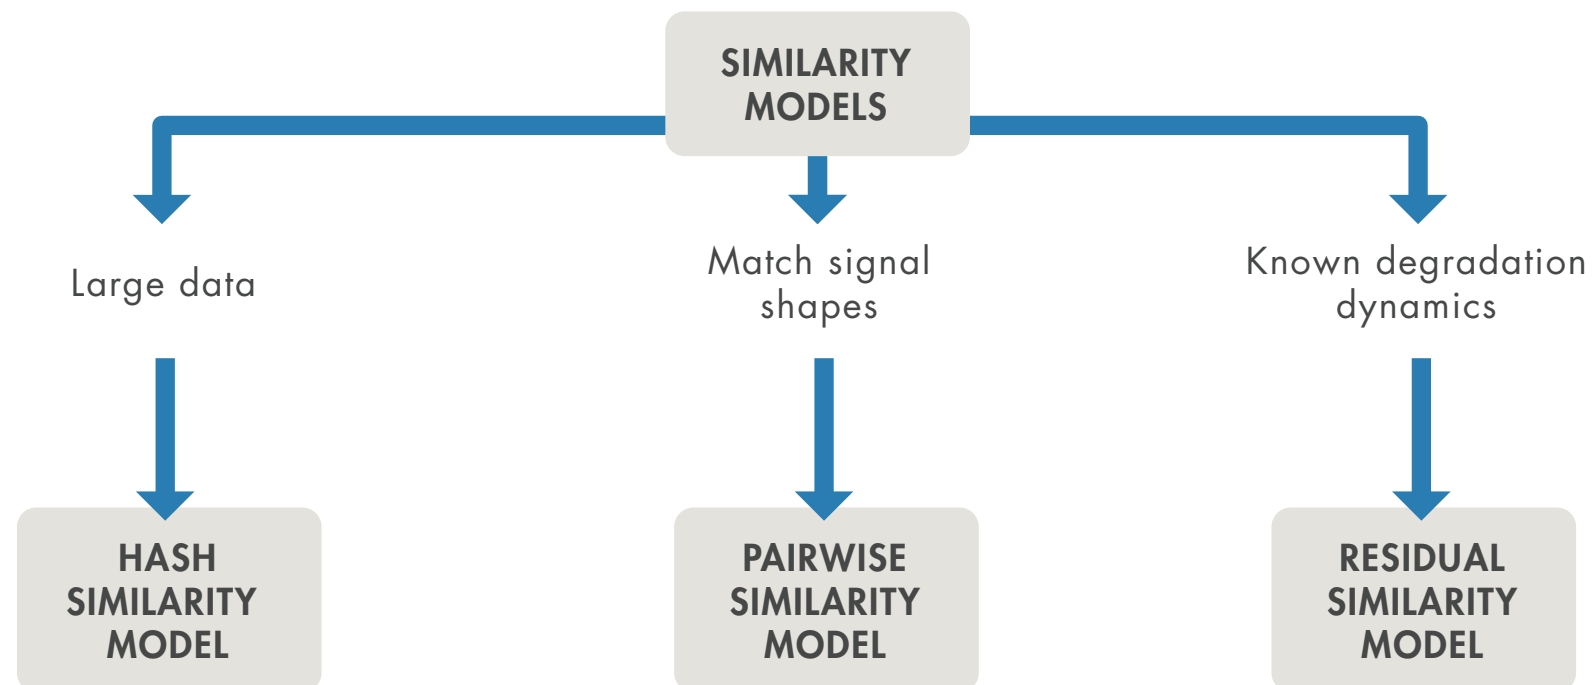 SIMILARITY
MODELS
Large data
Match signal
shapes
Known degradation
dynamics
HASH
SIMILARITY
MODEL
PAIRWISE
SIMILARITY
MODEL
RESIDUAL
SIMILARITY
MODEL